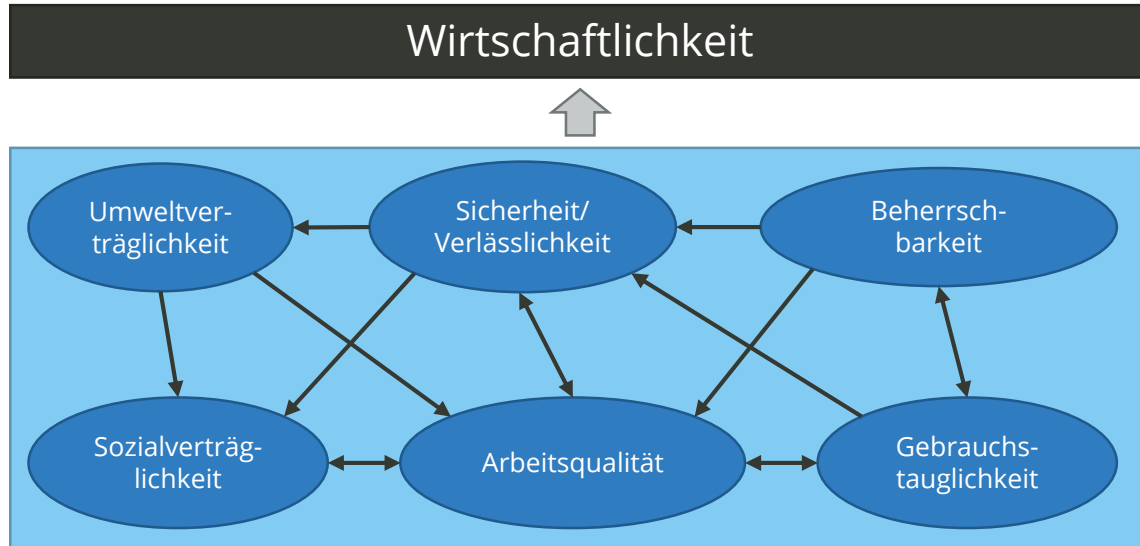 Wirtschaftlichkeit
Umweltver-
träglichkeit
Sicherheit/
Verlässlichkeit
Beherrsch-
barkeit
Sozialverträg-
lichkeit
Arbeitsqualität
Gebrauchs-
tauglichkeit